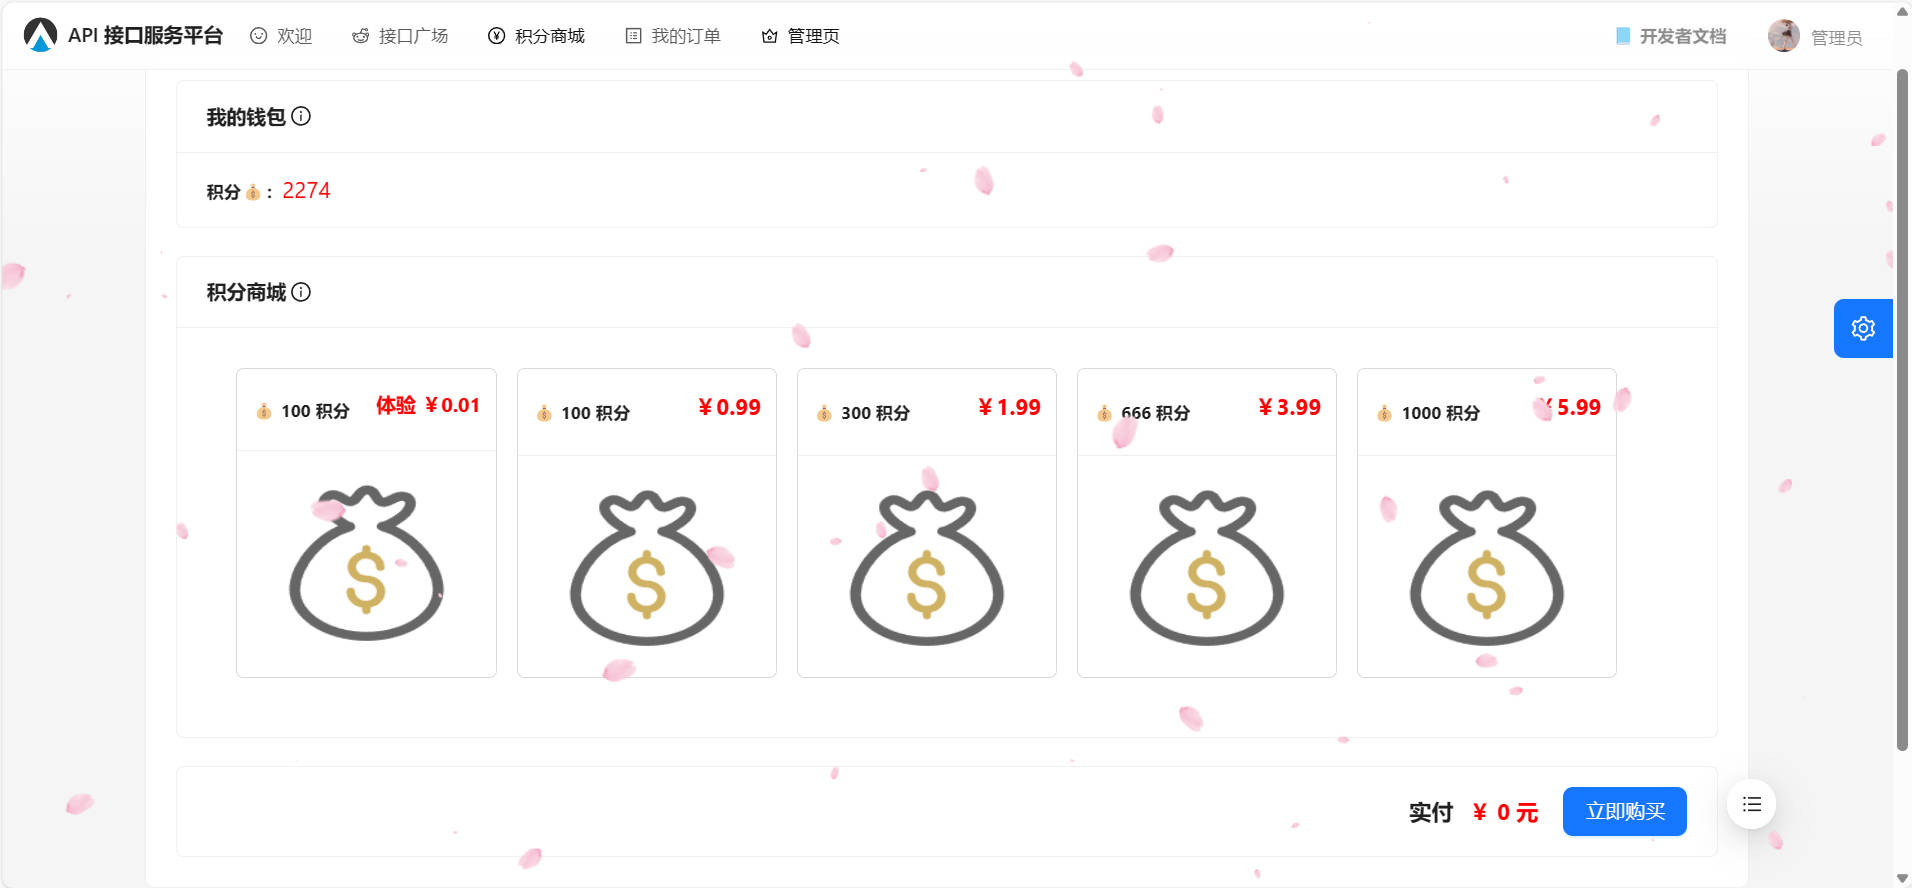 API 接口服务平台 欢迎 接口广场 积分商城 我的订单 管理页 开发者文档 管理员
我的钱包
积分💰： 2274
积分商城
💰 100 积分 体验 ￥0.01
💰 100 积分 ￥0.99
💰 300 积分 ￥1.99
💰 666 积分 ￥3.99
💰 1000 积分 ￥5.99
$ $ $ $ $
实付 ￥ 0 元 立即购买